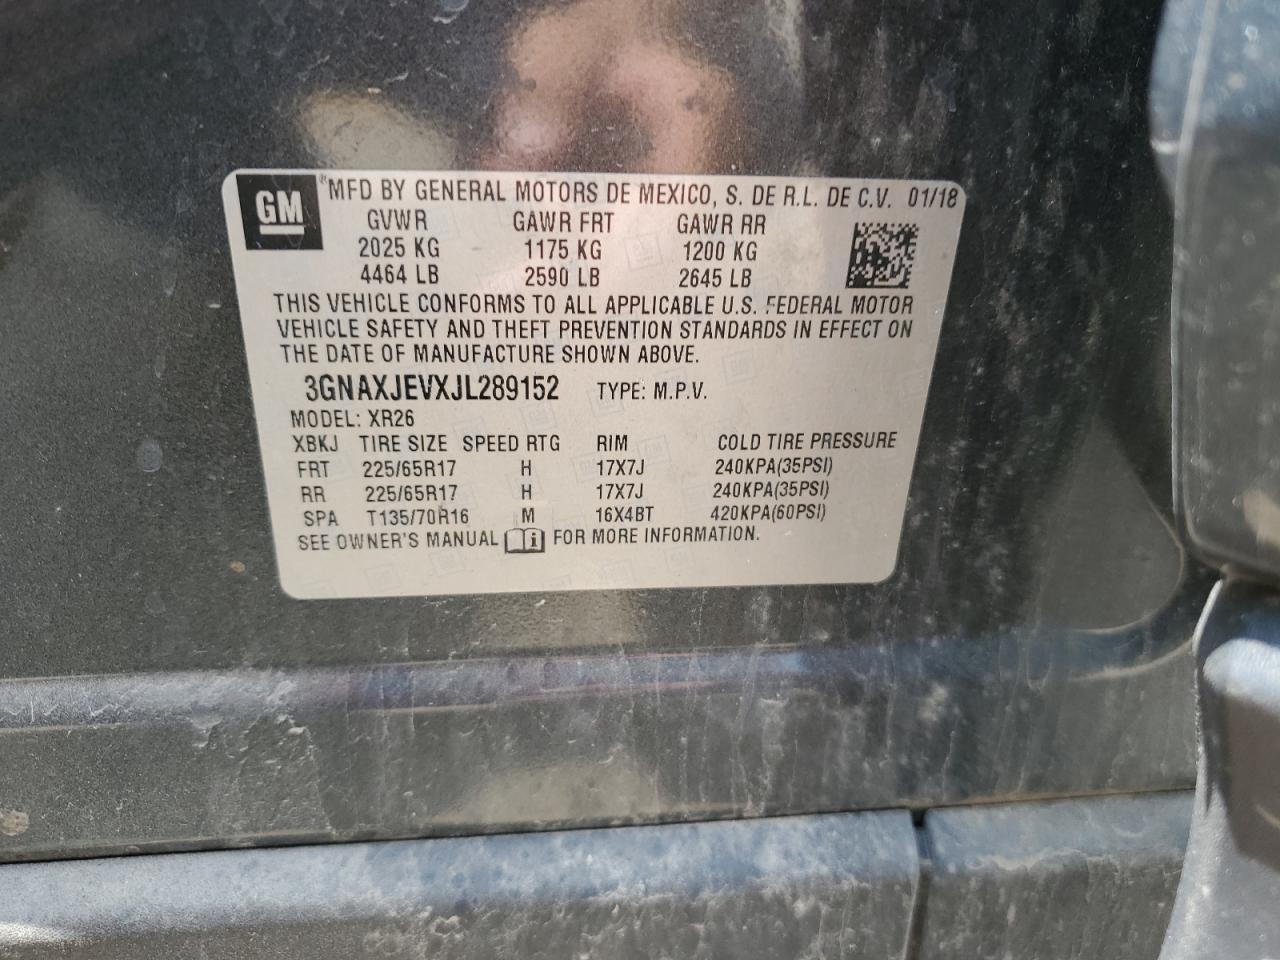 GM
MFD BY GENERAL MOTORS DE MEXICO, S. DE R.L. DE C.V. 01/18
GVWR GAWR FRT GAWR RR
2025 KG 1175 KG 1200 KG
4464 LB 2590 LB 2645 LB
THIS VEHICLE CONFORMS TO ALL APPLICABLE U.S. FEDERAL MOTOR
VEHICLE SAFETY AND THEFT PREVENTION STANDARDS IN EFFECT ON
THE DATE OF MANUFACTURE SHOWN ABOVE.
3GNAXJEVXJL289152 TYPE: M.P.V.
MODEL: XR26
XBKJ TIRE SIZE SPEED RTG RIM COLD TIRE PRESSURE
FRT 225/65R17 H 17X7J 240KPA(35PSI)
RR 225/65R17 H 17X7J 240KPA(35PSI)
SPA T135/70R16 M 16X4BT 420KPA(60PSI)
SEE OWNER'S MANUAL i FOR MORE INFORMATION.